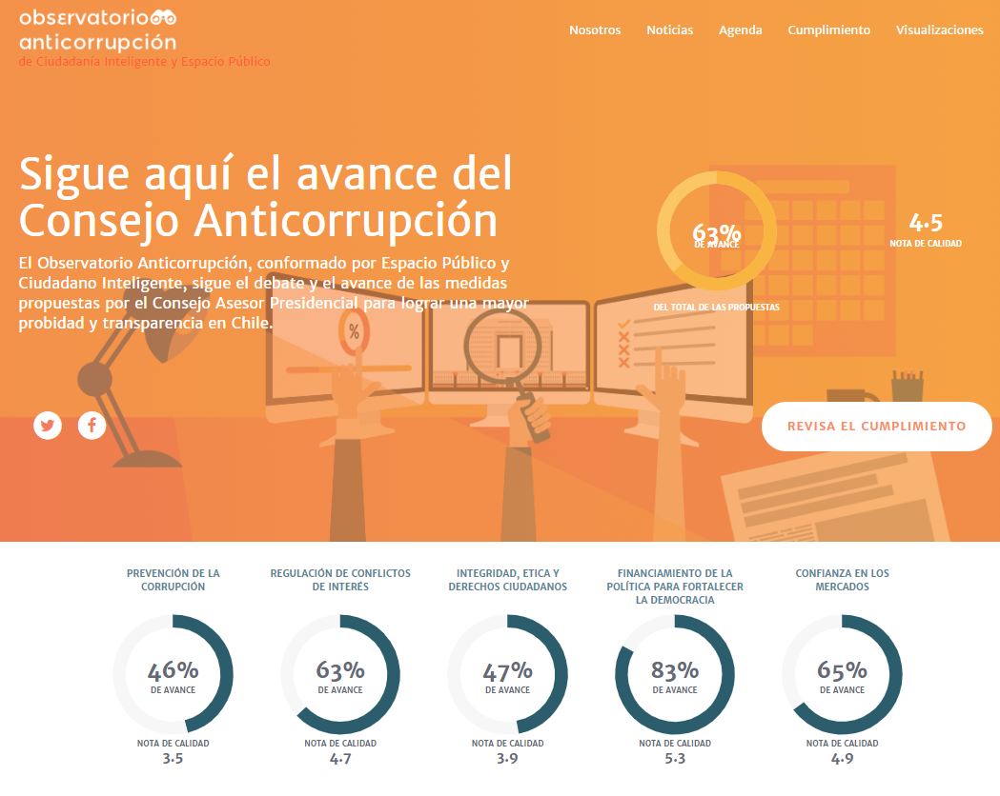 observatorio
anticorrupción
de Ciudadanía Inteligente y Espacio Público
Nosotros Noticias Agenda Cumplimiento Visualizaciones
Sigue aquí el avance del
Consejo Anticorrupción
El Observatorio Anticorrupción, conformado por Espacio Público y
Ciudadano Inteligente, sigue el debate y el avance de las medidas
propuestas por el Consejo Asesor Presidencial para lograr una mayor
probidad y transparencia en Chile.
63%
DE AVANCE
DEL TOTAL DE LAS PROPUESTAS
4.5
NOTA DE CALIDAD
%
REVISA EL CUMPLIMIENTO
PREVENCIÓN DE LA
CORRUPCIÓN
46%
DE AVANCE
NOTA DE CALIDAD
3.5
REGULACIÓN DE CONFLICTOS
DE INTERÉS
63%
DE AVANCE
NOTA DE CALIDAD
4.7
INTEGRIDAD, ETICA Y
DERECHOS CIUDADANOS
47%
DE AVANCE
NOTA DE CALIDAD
3.9
FINANCIAMIENTO DE LA
POLÍTICA PARA FORTALECER
LA DEMOCRACIA
83%
DE AVANCE
NOTA DE CALIDAD
5.3
CONFIANZA EN LOS
MERCADOS
65%
DE AVANCE
NOTA DE CALIDAD
4.9